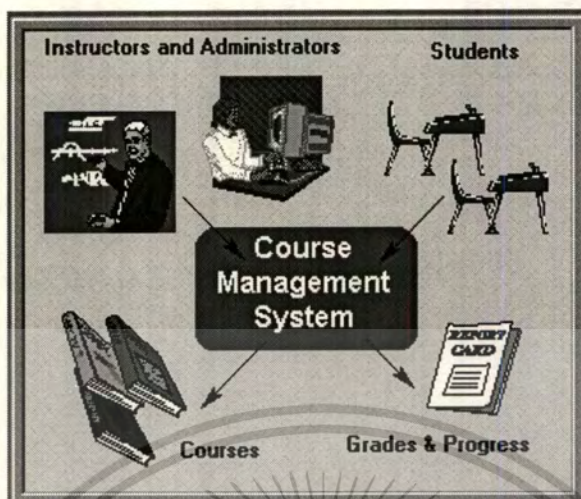 Instructors and Administrators
Students
Course
Management
System
REPORT
CARD
Courses
Grades & Progress